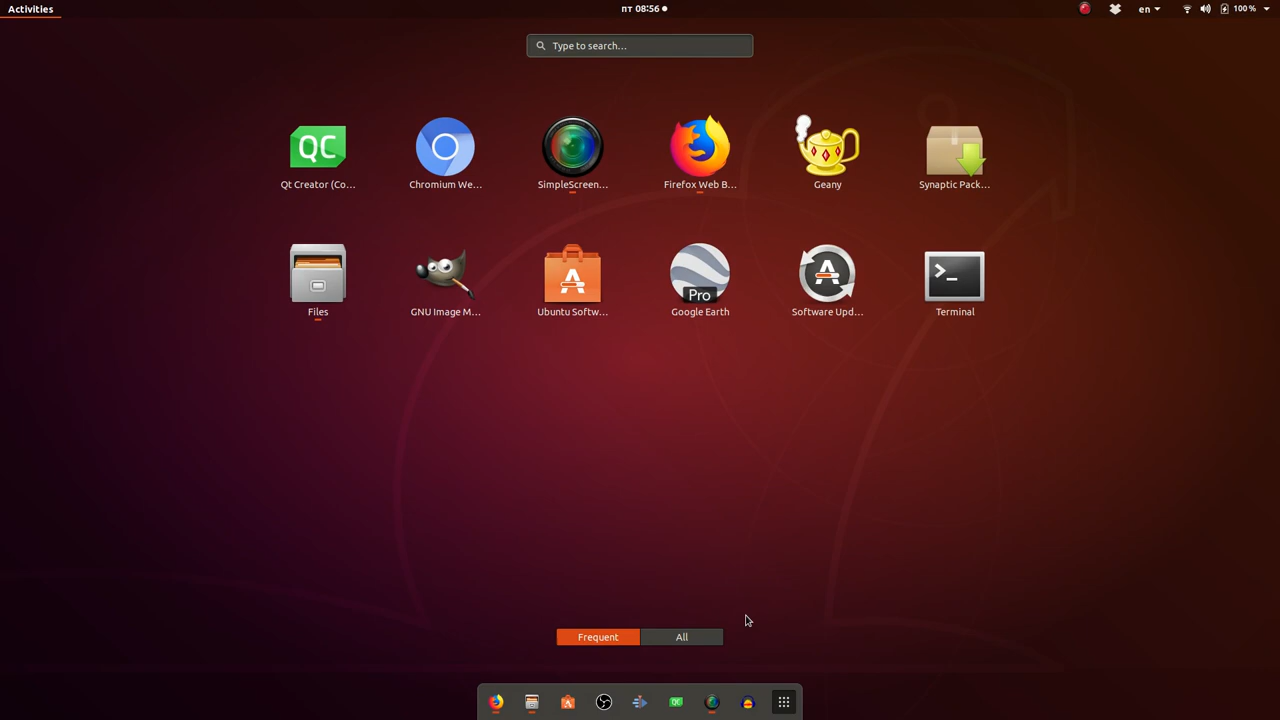 Activities
пт 08:56
en
100 %
Type to search…
QC
Qt Creator (Co…
Chromium We…
SimpleScreen…
Firefox Web B…
Geany
Synaptic Pack…
Files
GNU Image M…
Ubuntu Softw…
Pro
Google Earth
Software Upd…
Terminal
Frequent
All
QC